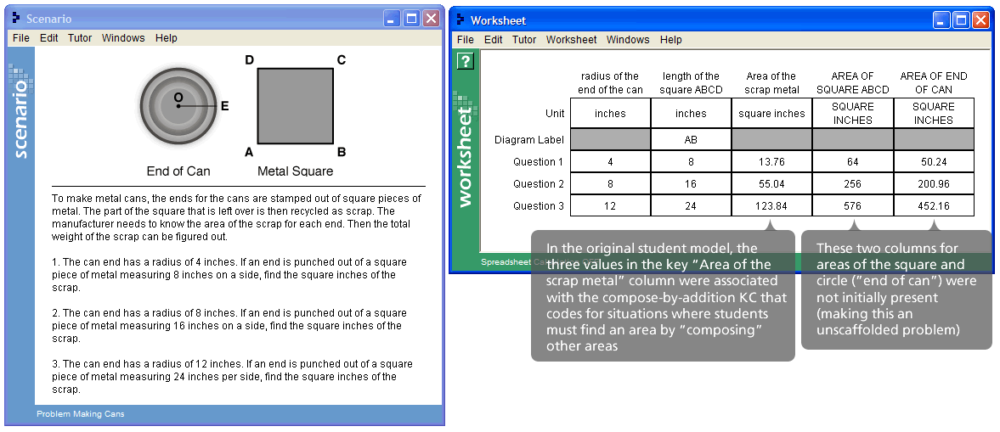 Scenario
File Edit Tutor Windows Help
scenario
D C
O
E
A B
End of Can Metal Square
To make metal cans, the ends for the cans are stamped out of square pieces of
metal. The part of the square that is left over is then recycled as scrap. The
manufacturer needs to know the area of the scrap for each end. Then the total
weight of the scrap can be figured out.
1. The can end has a radius of 4 inches. If an end is punched out of a square
piece of metal measuring 8 inches on a side, find the square inches of the
scrap.
2. The can end has a radius of 8 inches. If an end is punched out of a square
piece of metal measuring 16 inches on a side, find the square inches of the
scrap.
3. The can end has a radius of 12 inches. If an end is punched out of a square
piece of metal measuring 24 inches per side, find the square inches of the
scrap.
Problem Making Cans
Worksheet
File Edit Tutor Worksheet Windows Help
?
worksheet
radius of the length of the Area of the AREA OF AREA OF END
end of the can square ABCD scrap metal SQUARE ABCD OF CAN
Unit inches inches square inches SQUARE INCHES SQUARE INCHES
Diagram Label AB
Question 1 4 8 13.76 64 50.24
Question 2 8 16 55.04 256 200.96
Question 3 12 24 123.84 576 452.16
Spreadsheet
In the original student model, the
three values in the key "Area of the
scrap metal" column were associated
with the compose-by-addition KC that
codes for situations where students
must find an area by "composing"
other areas
These two columns for
areas of the square and
circle ("end of can") were
not initially present
(making this an
unscaffolded problem)